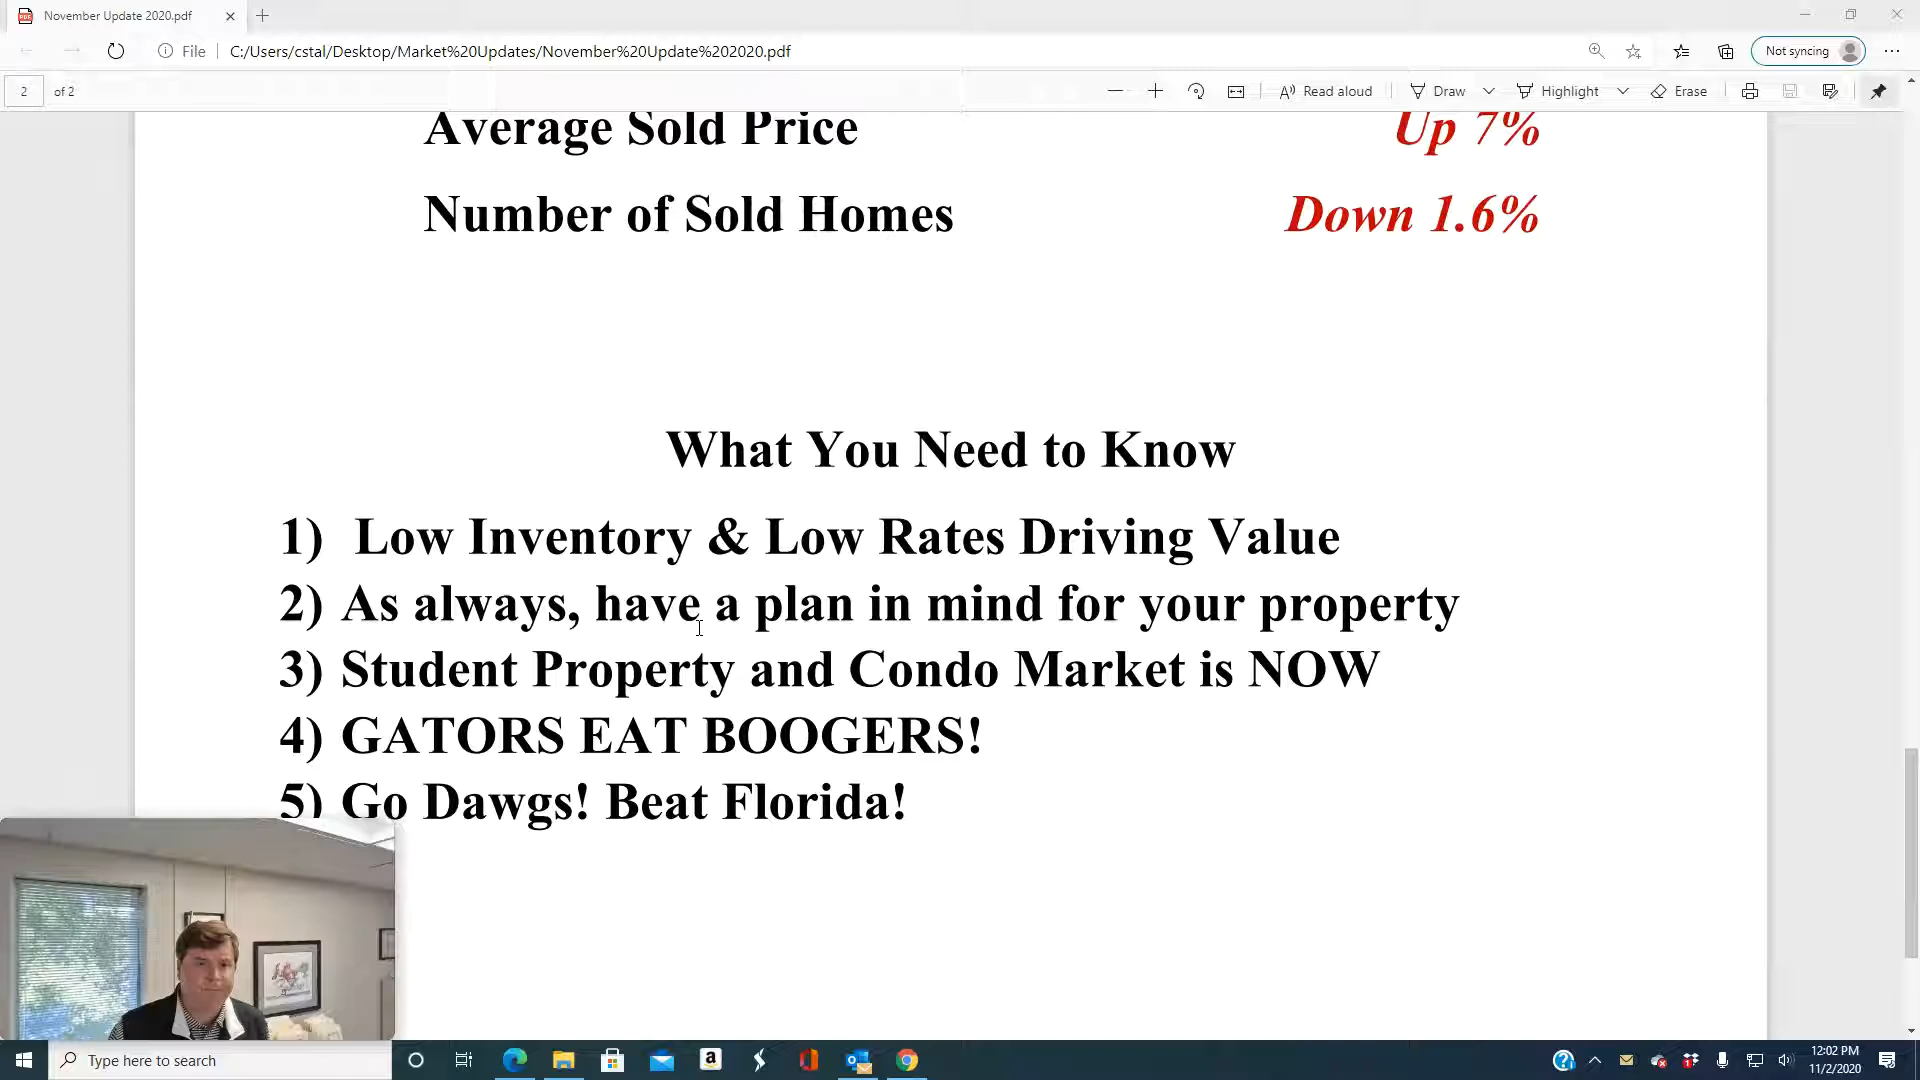 November Update 2020.pdf
File
C:/Users/cstal/Desktop/Market%20Updates/November%20Update%202020.pdf
Not syncing
2 of 2
Read aloud
Draw
Highlight
Erase
Average Sold Price Up 7%
Number of Sold Homes Down 1.6%
What You Need to Know
1) Low Inventory & Low Rates Driving Value
2) As always, have a plan in mind for your property
3) Student Property and Condo Market is NOW
4) GATORS EAT BOOGERS!
5) Go Dawgs! Beat Florida!
Type here to search
12:02 PM
11/2/2020